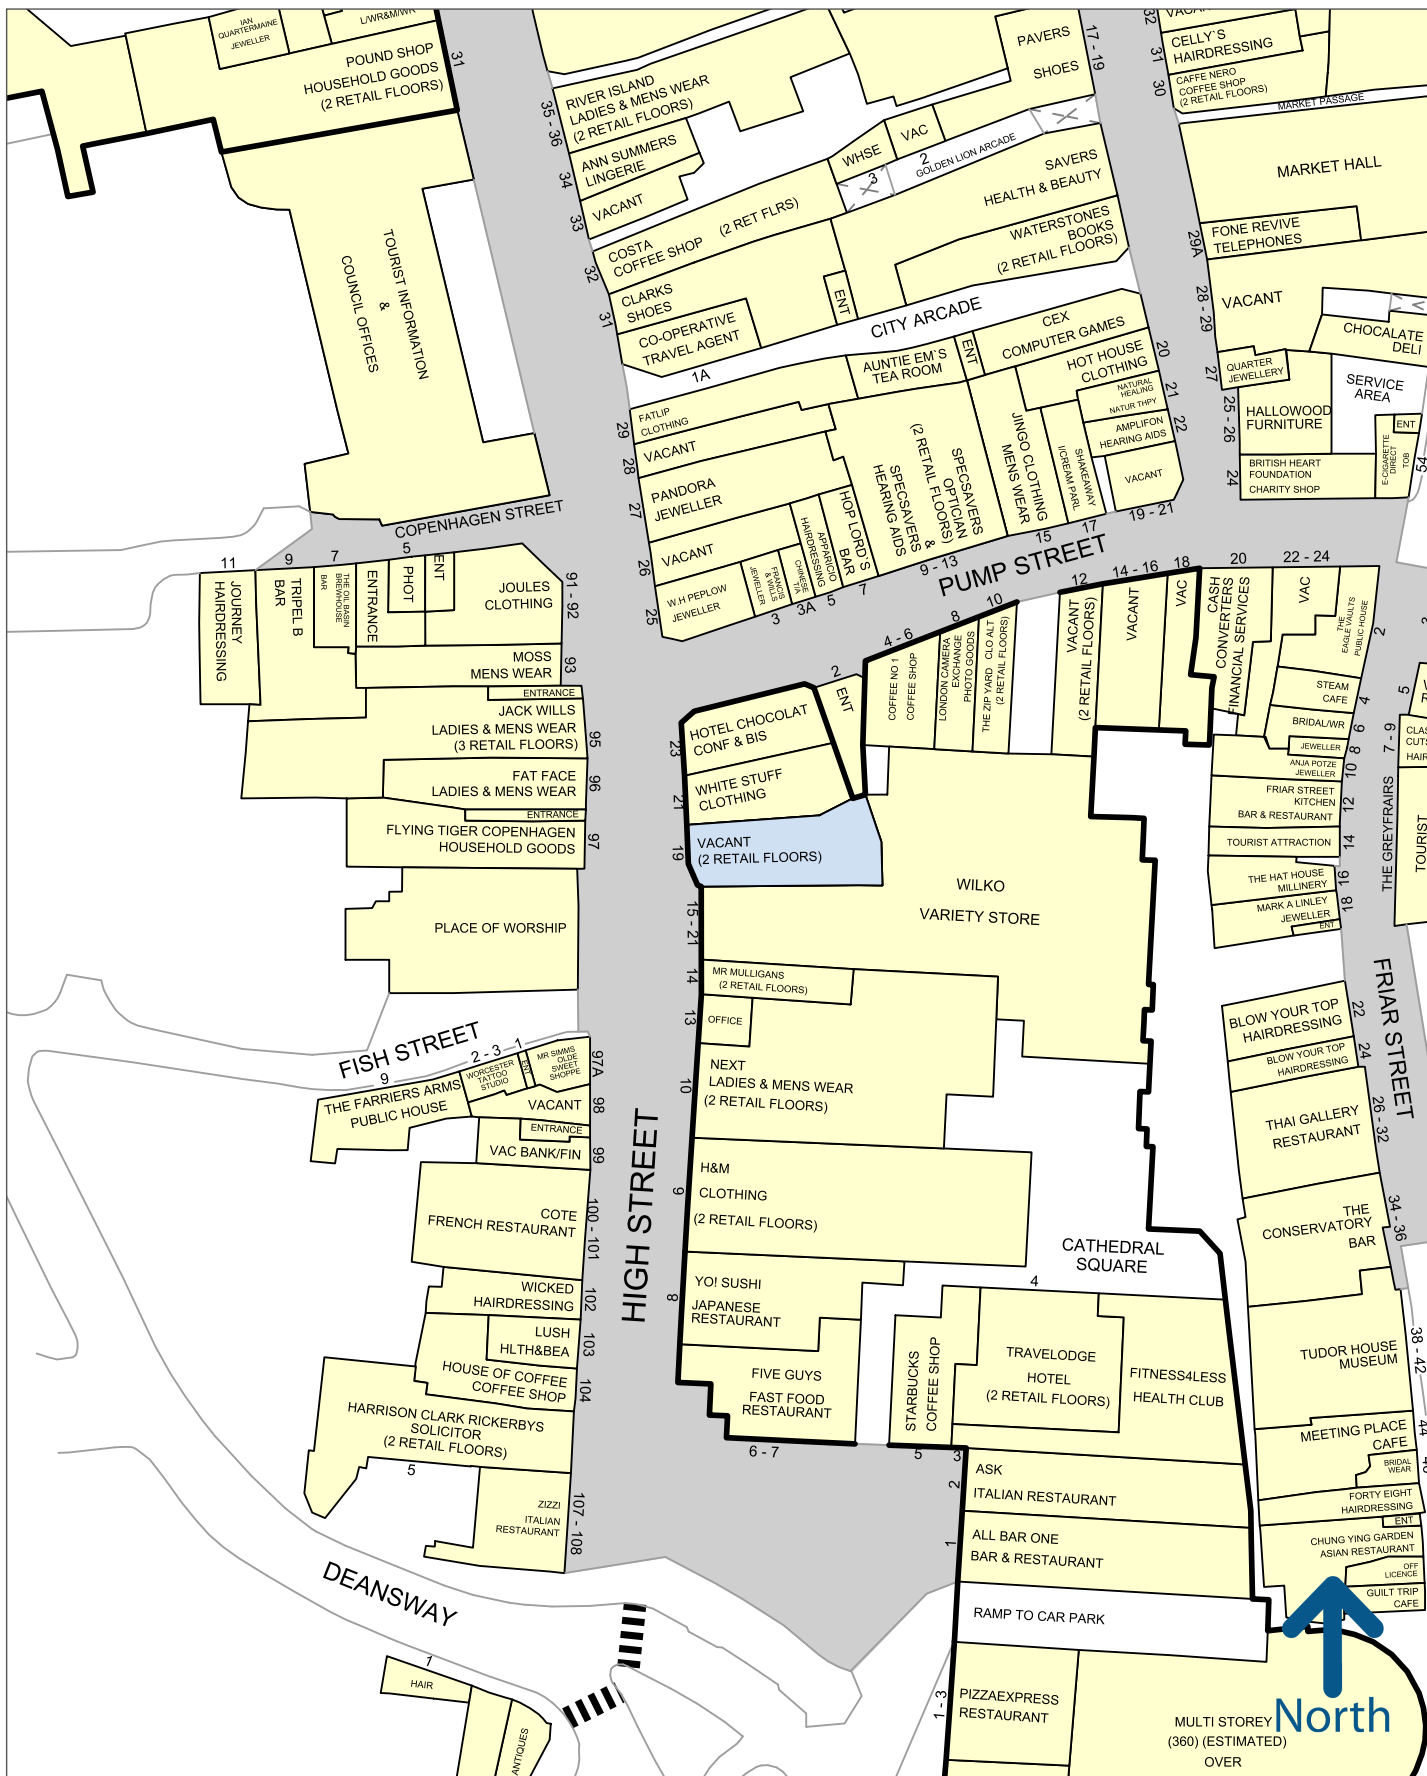 IAN
QUARTERMAINE
JEWELLER
L/WR&M/WR
POUND SHOP
HOUSEHOLD GOODS
(2 RETAIL FLOORS)
31
TOURIST INFORMATION
&
COUNCIL OFFICES
COPENHAGEN STREET
35 - 36
RIVER ISLAND
LADIES & MENS WEAR
(2 RETAIL FLOORS)
34
ANN SUMMERS
LINGERIE
33
VACANT
32
COSTA
COFFEE SHOP
(2 RET FLRS)
31
CLARKS
SHOES
CO-OPERATIVE
TRAVEL AGENT
1A
ENT
CITY ARCADE
WHSE
VAC
3
2
GOLDEN LION ARCADE
PAVERS
SHOES
17 - 19
SAVERS
HEALTH & BEAUTY
WATERSTONES
BOOKS
(2 RETAIL FLOORS)
32
31
30
CELLY`S
HAIRDRESSING
CAFFE NERO
COFFEE SHOP
(2 RETAIL FLOORS)
MARKET PASSAGE
MARKET HALL
29A
FONE REVIVE
TELEPHONES
28 - 29
VACANT
CHOCALATE
DELI
27
QUARTER
JEWELLERY
SERVICE
AREA
25 - 26
HALLOWOOD
FURNITURE
ENT
E-CIGARETTE
DIRECT
TOB
54
24
BRITISH HEART
FOUNDATION
CHARITY SHOP
29
FATLIP
CLOTHING
28
VACANT
27
PANDORA
JEWELLER
26
VACANT
25
W.H PEPLOW
JEWELLER
FRANCIS
& WILLS
JEWELLER
CHINESE
T/A
APPARICIO
HAIRDRESSING
HOP LORD`S
BAR
3
3A
5
7
AUNTIE EM`S
TEA ROOM
ENT
SPECSAVERS
OPTICIAN
(2 RETAIL FLOORS)
&
SPECSAVERS
HEARING AIDS
9 - 13
CEX
COMPUTER GAMES
HOT HOUSE
CLOTHING
20
NATURAL
HEALING
NATUR THPY
21
AMPLIFON
HEARING AIDS
22
VACANT
19 - 21
JINGO CLOTHING
MENS WEAR
15
SHAKEAWAY
I/CREAM PARL
17
PUMP STREET
11
9
7
5
JOURNEY
HAIRDRESSING
TRIPEL B
BAR
THE OIL BASIN
BREWHOUSE
BAR
ENTRANCE
PHOT
ENT
JOULES
CLOTHING
91 - 92
MOSS
MENS WEAR
93
ENTRANCE
JACK WILLS
LADIES & MENS WEAR
(3 RETAIL FLOORS)
95
FAT FACE
LADIES & MENS WEAR
96
ENTRANCE
FLYING TIGER COPENHAGEN
HOUSEHOLD GOODS
97
PLACE OF WORSHIP
FISH STREET
9
2 - 3
1
THE FARRIERS ARMS
PUBLIC HOUSE
WORCESTER
TATTOO
STUDIO
ENT
MR SIMMS
OLDE
SWEET
SHOPPE
97A
VACANT
98
ENTRANCE
VAC BANK/FIN
99
COTE
FRENCH RESTAURANT
100 - 101
WICKED
HAIRDRESSING
102
LUSH
HLTH&BEA
103
HOUSE OF COFFEE
COFFEE SHOP
104
HARRISON CLARK RICKERBYS
SOLICITOR
(2 RETAIL FLOORS)
5
ZIZZI
ITALIAN
RESTAURANT
107 - 108
DEANSWAY
1
HAIR
HIGH STREET
2
ENT
23
HOTEL CHOCOLAT
CONF & BIS
21
WHITE STUFF
CLOTHING
19
VACANT
(2 RETAIL FLOORS)
4 - 6
COFFEE NO 1
COFFEE SHOP
8
LONDON CAMERA
EXCHANGE
PHOTO GOODS
10
THE ZIP YARD CLO ALT
(2 RETAIL FLOORS)
12
VACANT
(2 RETAIL FLOORS)
14 - 16
VACANT
18
VAC
20
CASH
CONVERTERS
FINANCIAL SERVICES
22 - 24
VAC
THE
EAGLE VAULTS
PUBLIC HOUSE
2
15 - 21
WILKO
VARIETY STORE
14
MR MULLIGANS
(2 RETAIL FLOORS)
13
OFFICE
10
NEXT
LADIES & MENS WEAR
(2 RETAIL FLOORS)
9
H&M
CLOTHING
(2 RETAIL FLOORS)
8
YO! SUSHI
JAPANESE
RESTAURANT
FIVE GUYS
FAST FOOD
RESTAURANT
6 - 7
CATHEDRAL
SQUARE
4
STARBUCKS
COFFEE SHOP
5
TRAVELODGE
HOTEL
(2 RETAIL FLOORS)
FITNESS4LESS
HEALTH CLUB
3
ASK
ITALIAN RESTAURANT
2
ALL BAR ONE
BAR & RESTAURANT
1
RAMP TO CAR PARK
PIZZAEXPRESS
RESTAURANT
1 - 3
MULTI STOREY
(360) (ESTIMATED)
OVER
North
STEAM
CAFE
4
BRIDAL/WR
6
JEWELLER
8
ANJA POTZE
JEWELLER
10
FRIAR STREET
KITCHEN
BAR & RESTAURANT
12
TOURIST ATTRACTION
14
THE HAT HOUSE
MILLINERY
16
MARK A LINLEY
JEWELLER
18
ENT
5
7 - 9
THE GREYFRIARS
TOURIST
FRIAR STREET
BLOW YOUR TOP
HAIRDRESSING
22
BLOW YOUR TOP
HAIRDRESSING
24
THAI GALLERY
RESTAURANT
26 - 32
THE
CONSERVATORY
BAR
34 - 36
TUDOR HOUSE
MUSEUM
38 - 42
MEETING PLACE
CAFE
44
BRIDAL
WEAR
FORTY EIGHT
HAIRDRESSING
ENT
CHUNG YING GARDEN
ASIAN RESTAURANT
OFF
LICENCE
GUILT TRIP
CAFE